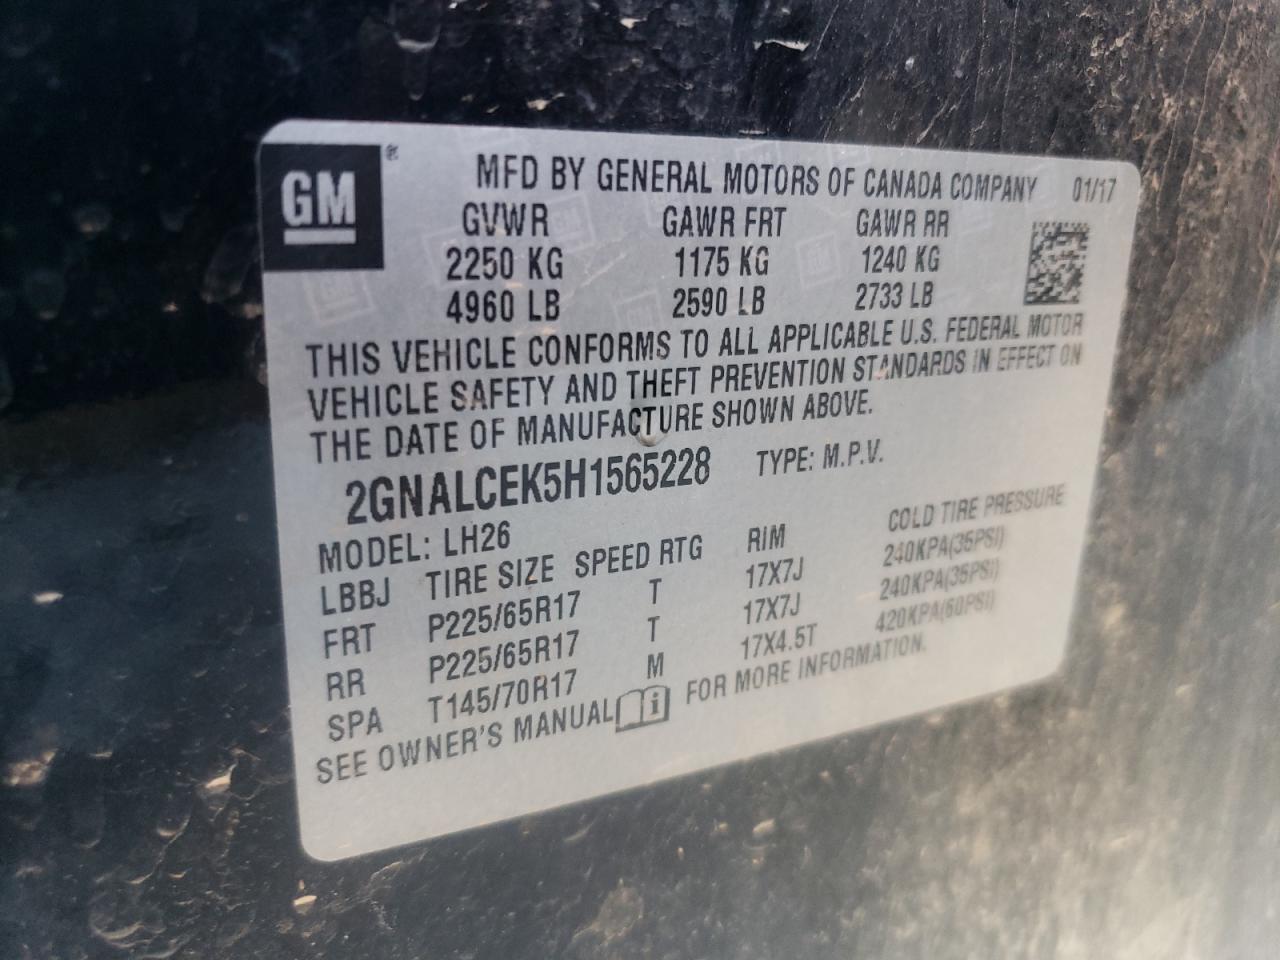 GM ®
MFD BY GENERAL MOTORS OF CANADA COMPANY 01/17
GVWR GAWR FRT GAWR RR
2250 KG 1175 KG 1240 KG
4960 LB 2590 LB 2733 LB
THIS VEHICLE CONFORMS TO ALL APPLICABLE U.S. FEDERAL MOTOR
VEHICLE SAFETY AND THEFT PREVENTION STANDARDS IN EFFECT ON
THE DATE OF MANUFACTURE SHOWN ABOVE.
2GNALCEK5H1565228 TYPE: M.P.V.
MODEL: LH26
LBBJ TIRE SIZE SPEED RTG RIM COLD TIRE PRESSURE
FRT P225/65R17 T 17X7J 240KPA(35PSI)
RR P225/65R17 T 17X7J 240KPA(35PSI)
SPA T145/70R17 M 17X4.5T 420KPA(60PSI)
SEE OWNER'S MANUAL FOR MORE INFORMATION.